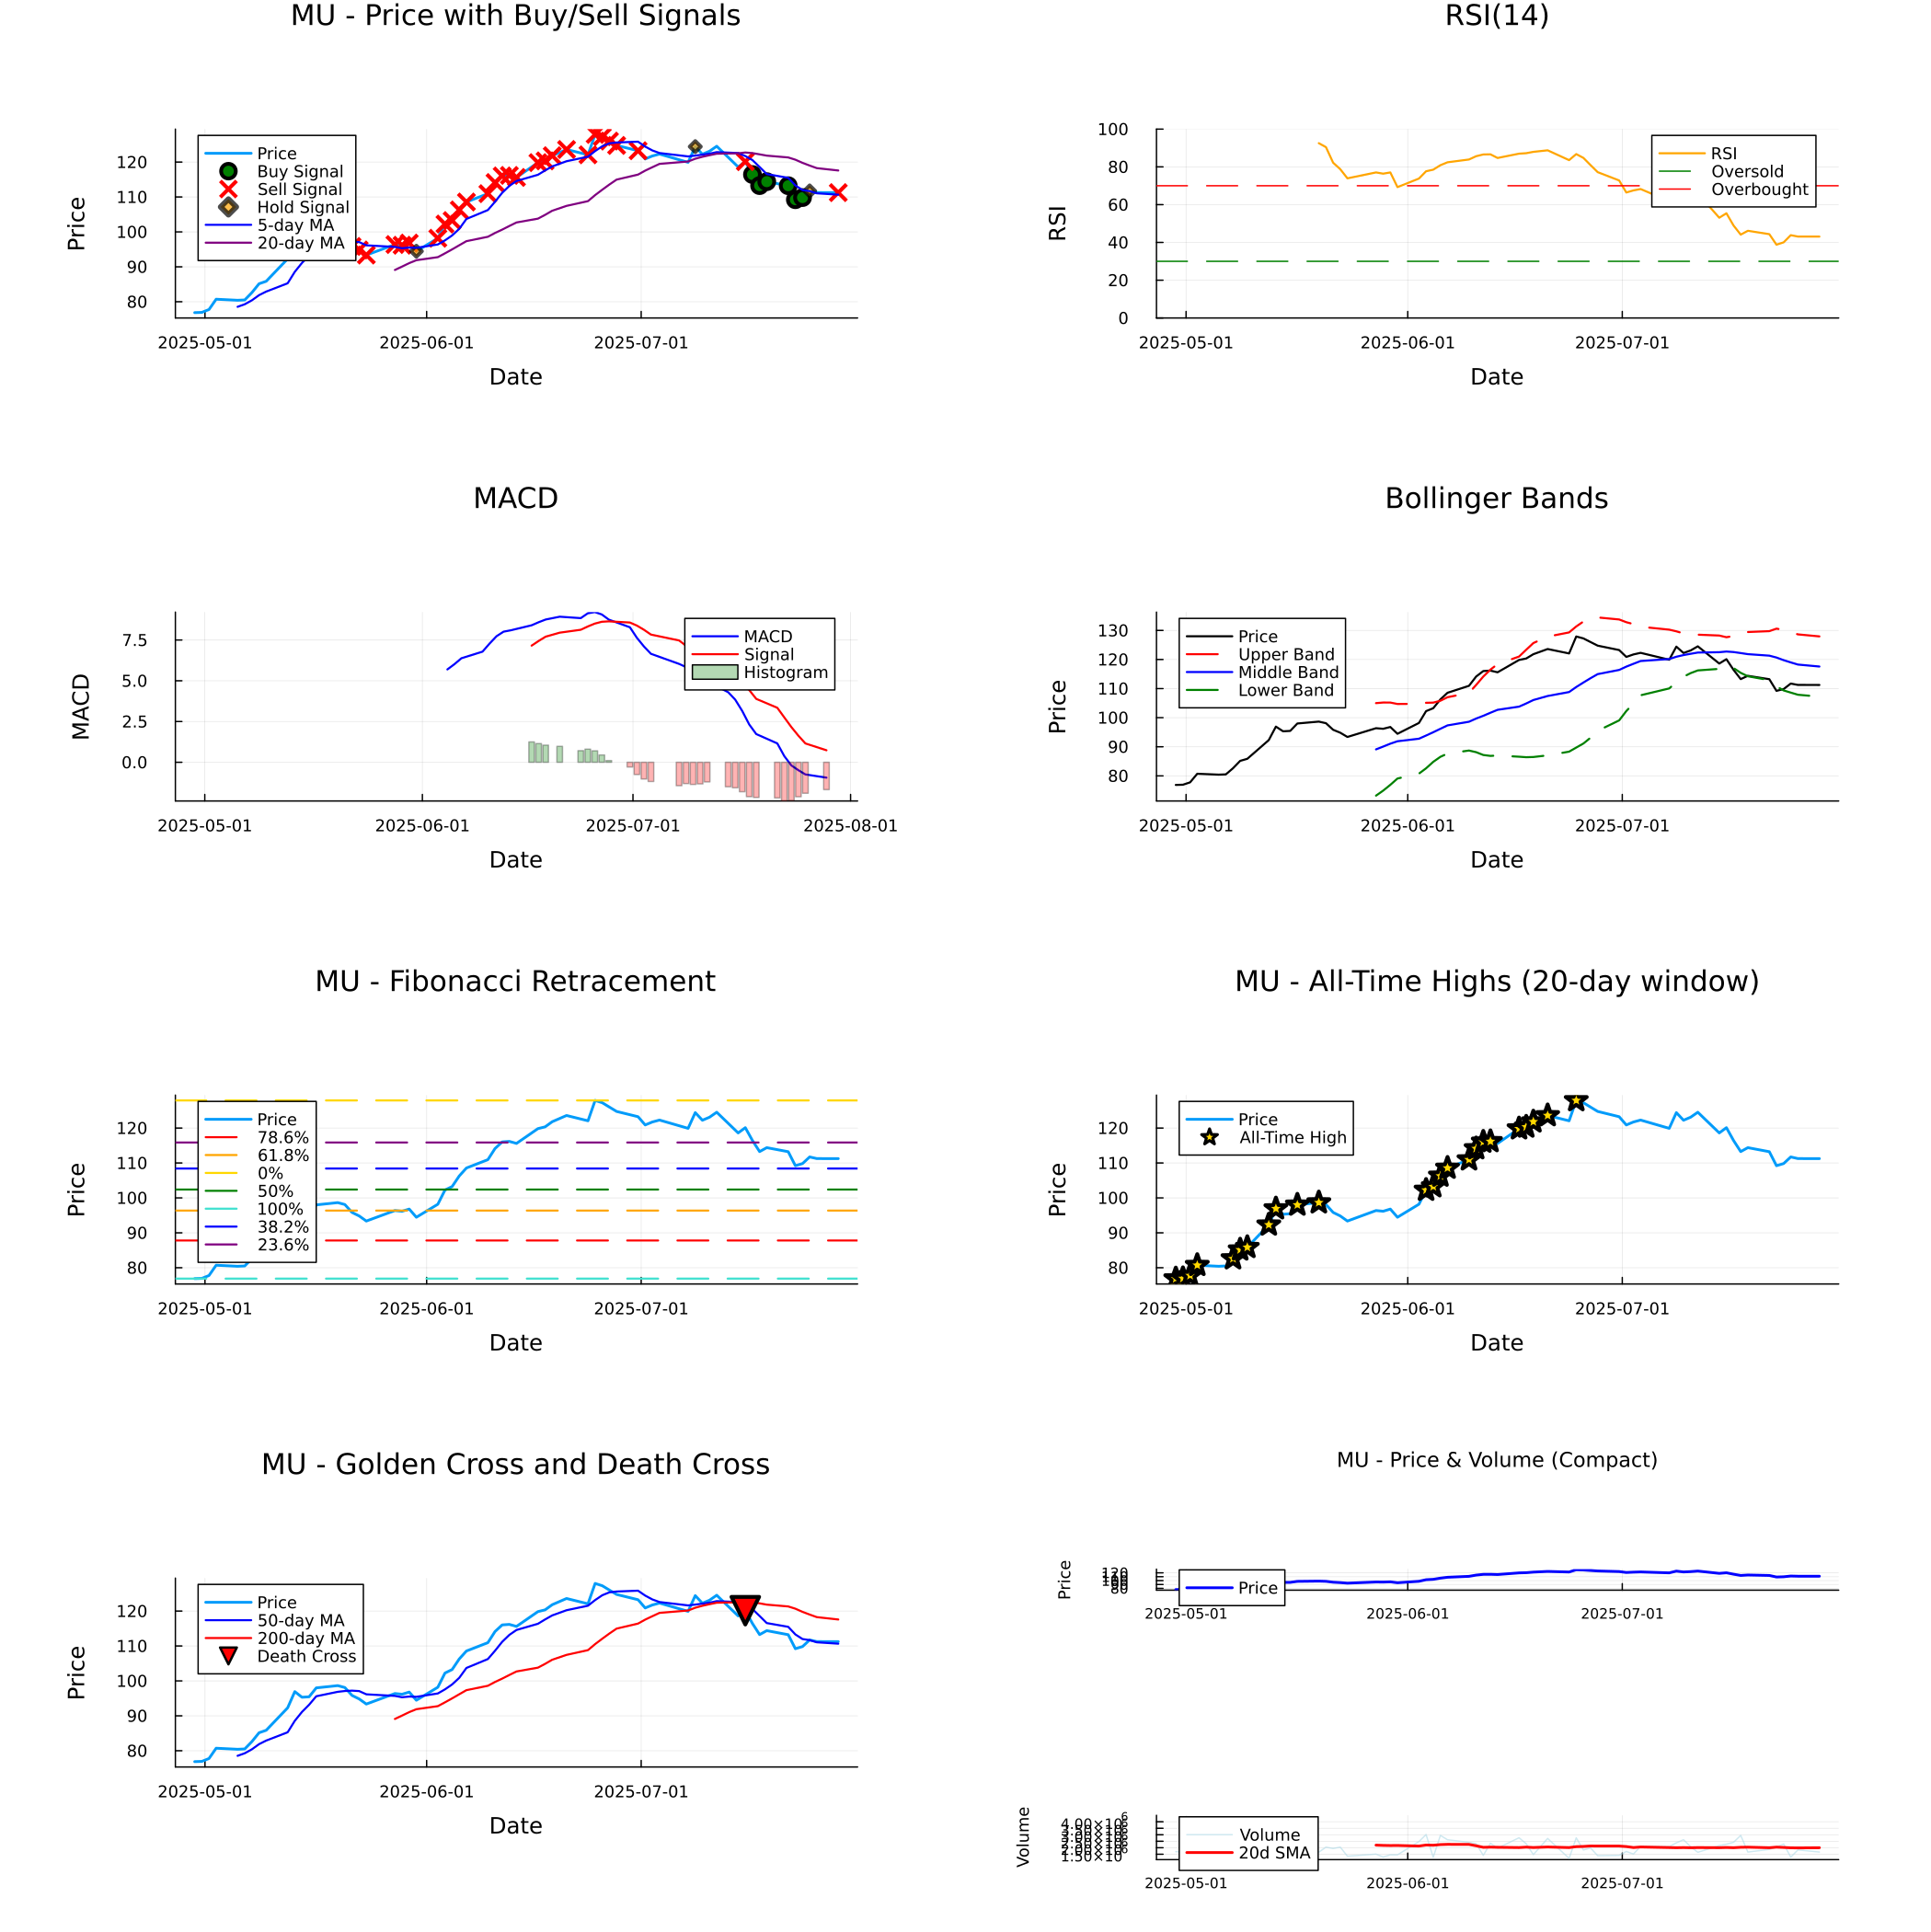 MU - Price with Buy/Sell Signals
Price
120
110
100
90
80
Price
Buy Signal
Sell Signal
Hold Signal
5-day MA
20-day MA
2025-05-01
2025-06-01
2025-07-01
Date
RSI(14)
RSI
100
80
60
40
20
0
RSI
Oversold
Overbought
2025-05-01
2025-06-01
2025-07-01
Date
MACD
MACD
7.5
5.0
2.5
0.0
MACD
Signal
Histogram
2025-05-01
2025-06-01
2025-07-01
2025-08-01
Date
Bollinger Bands
Price
130
120
110
100
90
80
Price
Upper Band
Middle Band
Lower Band
2025-05-01
2025-06-01
2025-07-01
Date
MU - Fibonacci Retracement
Price
120
110
100
90
80
Price
78.6%
61.8%
0%
50%
100%
38.2%
23.6%
2025-05-01
2025-06-01
2025-07-01
Date
MU - All-Time Highs (20-day window)
Price
120
110
100
90
80
Price
All-Time High
2025-05-01
2025-06-01
2025-07-01
Date
MU - Golden Cross and Death Cross
Price
120
110
100
90
80
Price
50-day MA
200-day MA
Death Cross
2025-05-01
2025-06-01
2025-07-01
Date
MU - Price & Volume (Compact)
Price
120
80
Price
2025-05-01
2025-06-01
2025-07-01
Volume
Volume
20d SMA
2025-05-01
2025-06-01
2025-07-01